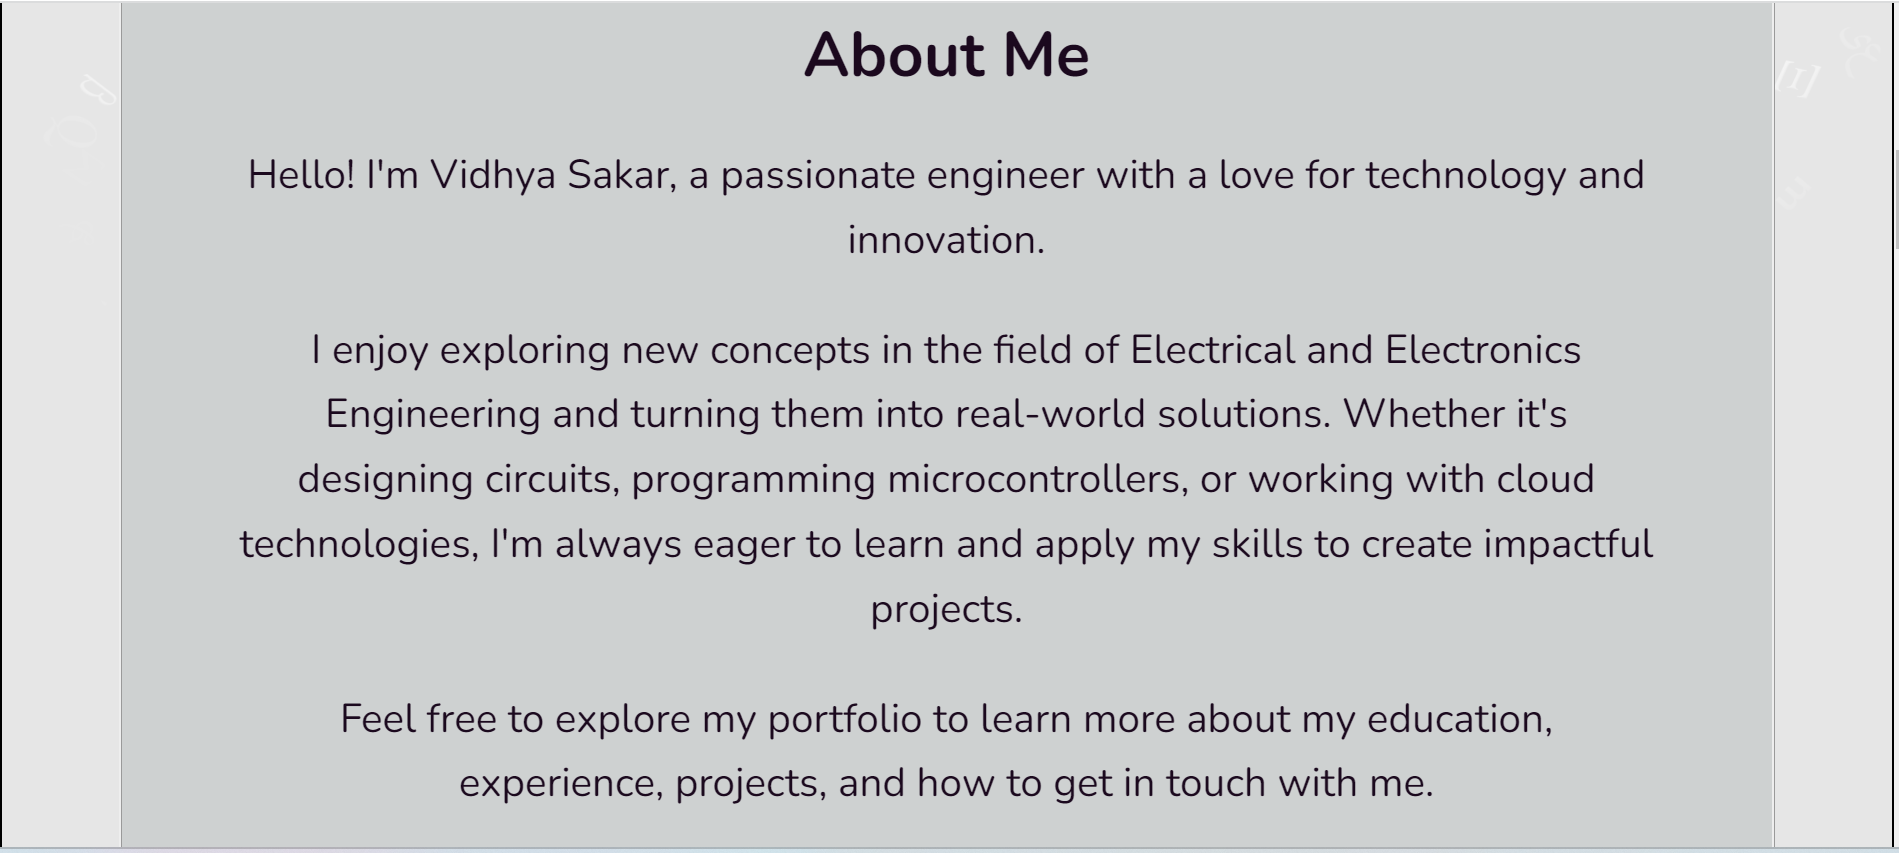 About Me
Hello! I'm Vidhya Sakar, a passionate engineer with a love for technology and
innovation.
I enjoy exploring new concepts in the field of Electrical and Electronics
Engineering and turning them into real-world solutions. Whether it's
designing circuits, programming microcontrollers, or working with cloud
technologies, I'm always eager to learn and apply my skills to create impactful
projects.
Feel free to explore my portfolio to learn more about my education,
experience, projects, and how to get in touch with me.